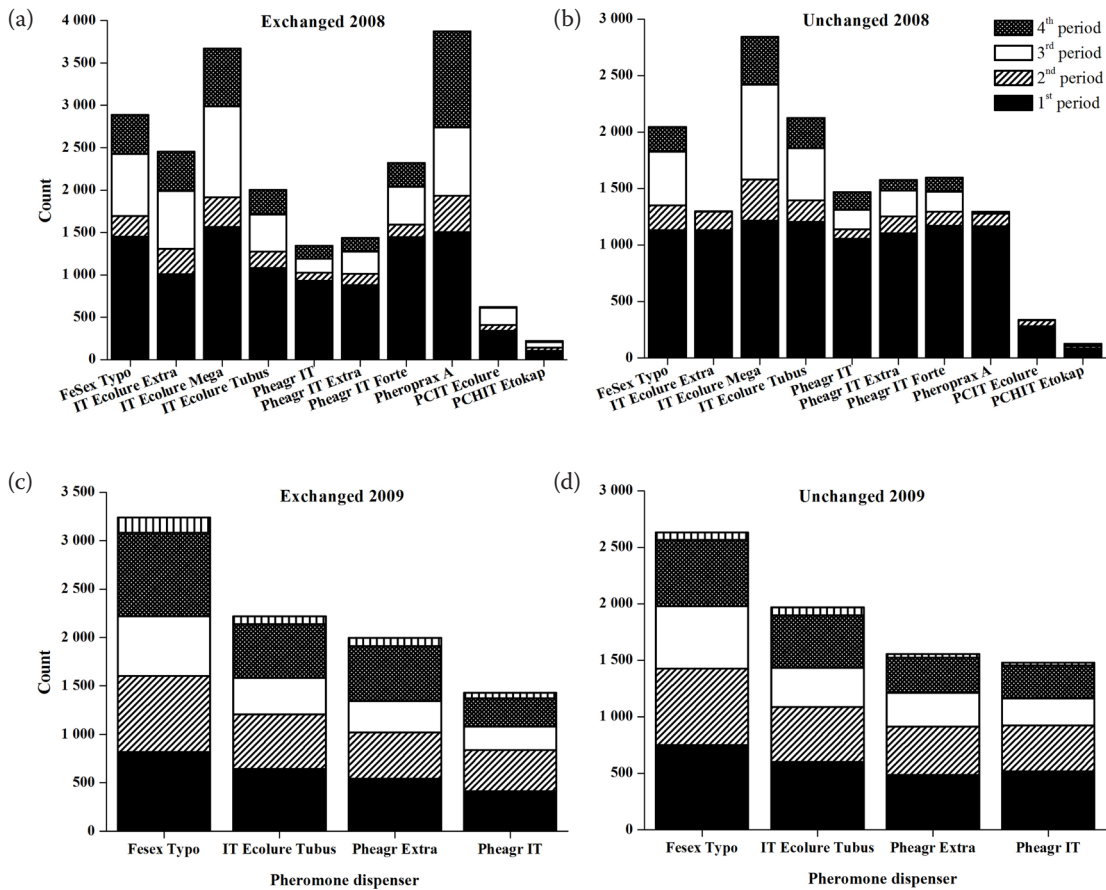 (a)
Exchanged 2008
4 000
3 500
3 000
2 500
2 000
1 500
1 000
500
0
Count
FeSex Typo
IT Ecolure Extra
IT Ecolure Mega
IT Ecolure Tubus
Pheagr IT
Pheagr IT Extra
Pheagr IT Forte
Pheroprax A
PCIT Ecolure
PCHIT Etokap
(b)
Unchanged 2008
3 000
2 500
2 000
1 500
1 000
500
0
4th period
3rd period
2nd period
1st period
FeSex Typo
IT Ecolure Extra
IT Ecolure Mega
IT Ecolure Tubus
Pheagr IT
Pheagr IT Extra
Pheagr IT Forte
Pheroprax A
PCIT Ecolure
PCHIT Etokap
(c)
Exchanged 2009
3 500
3 000
2 500
2 000
1 500
1 000
500
0
Count
Fesex Typo
IT Ecolure Tubus
Pheagr Extra
Pheagr IT
Pheromone dispenser
(d)
Unchanged 2009
3 000
2 500
2 000
1 500
1 000
500
0
Fesex Typo
IT Ecolure Tubus
Pheagr Extra
Pheagr IT
Pheromone dispenser